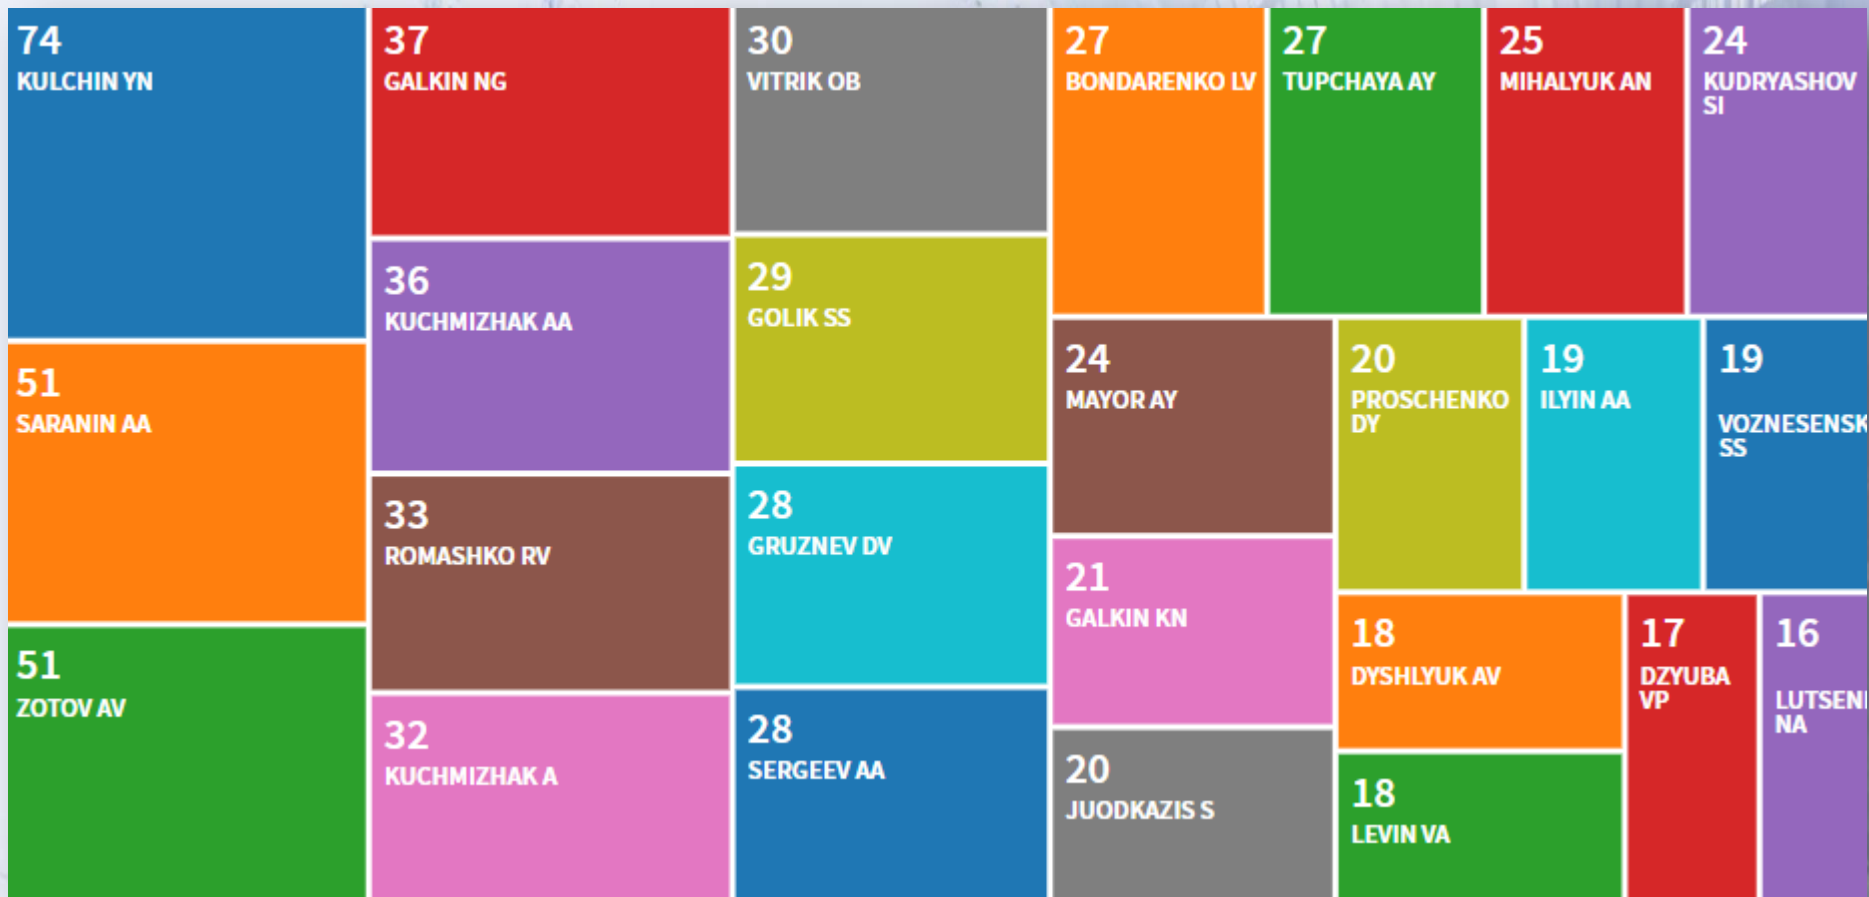 74
KULCHIN YN
51
SARANIN AA
51
ZOTOV AV
37
GALKIN NG
36
KUCHMIZHAK AA
33
ROMASHKO RV
32
KUCHMIZHAK A
30
VITRIK OB
29
GOLIK SS
28
GRUZNEV DV
28
SERGEEV AA
27
BONDARENKO LV
27
TUPCHAYA AY
25
MIHALYUK AN
24
KUDRYASHOV
SI
24
MAYOR AY
21
GALKIN KN
20
JUODKAZIS S
20
PROSCHENKO
DY
19
ILYIN AA
19
VOZNESENSK
SS
18
DYSHLYUK AV
18
LEVIN VA
17
DZYUBA
VP
16
LUTSEN
NA